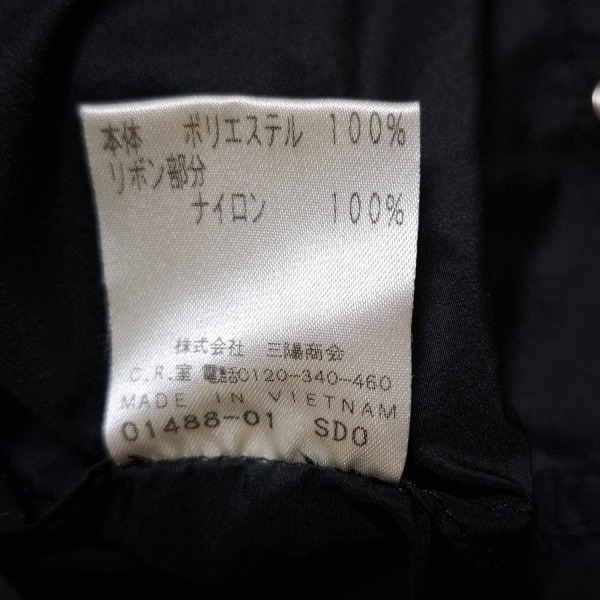 本体 ポリエステル 100%
リボン部分
ナイロン 100%
株式会社 三陽商会
C.R.室 電話0120-340-460
MADE IN VIETNAM
01488-01 SDO